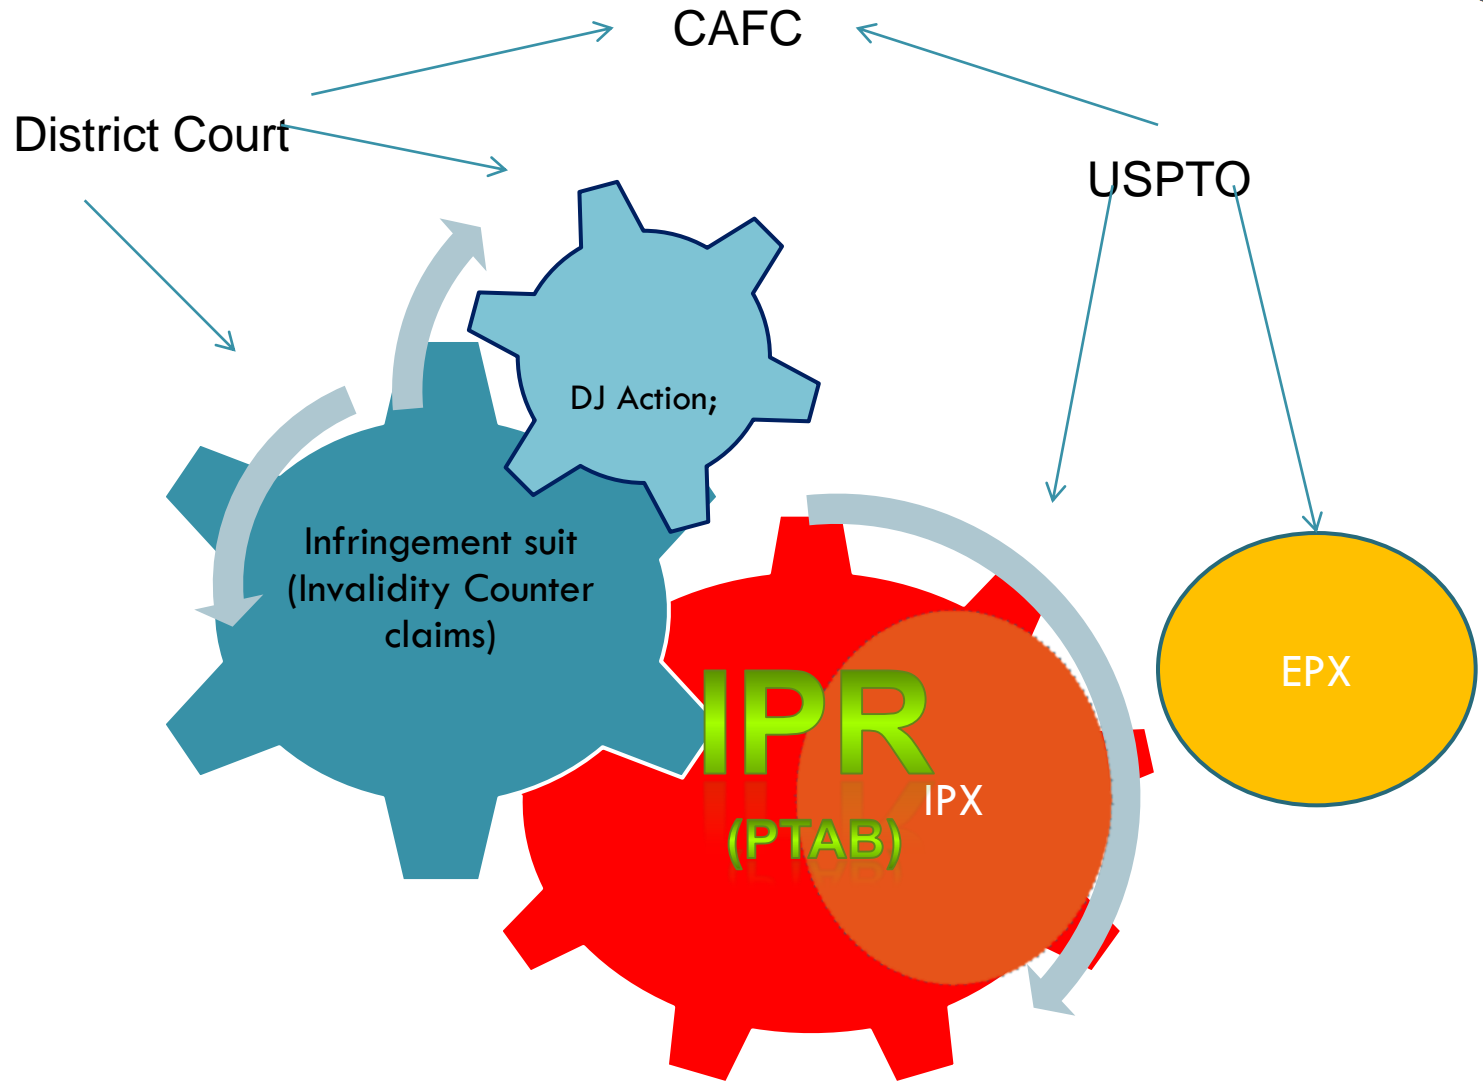 CAFC
District Court
USPTO
DJ Action;
Infringement suit
(Invalidity Counter
claims)
IPR
(PTAB)
IPX
EPX